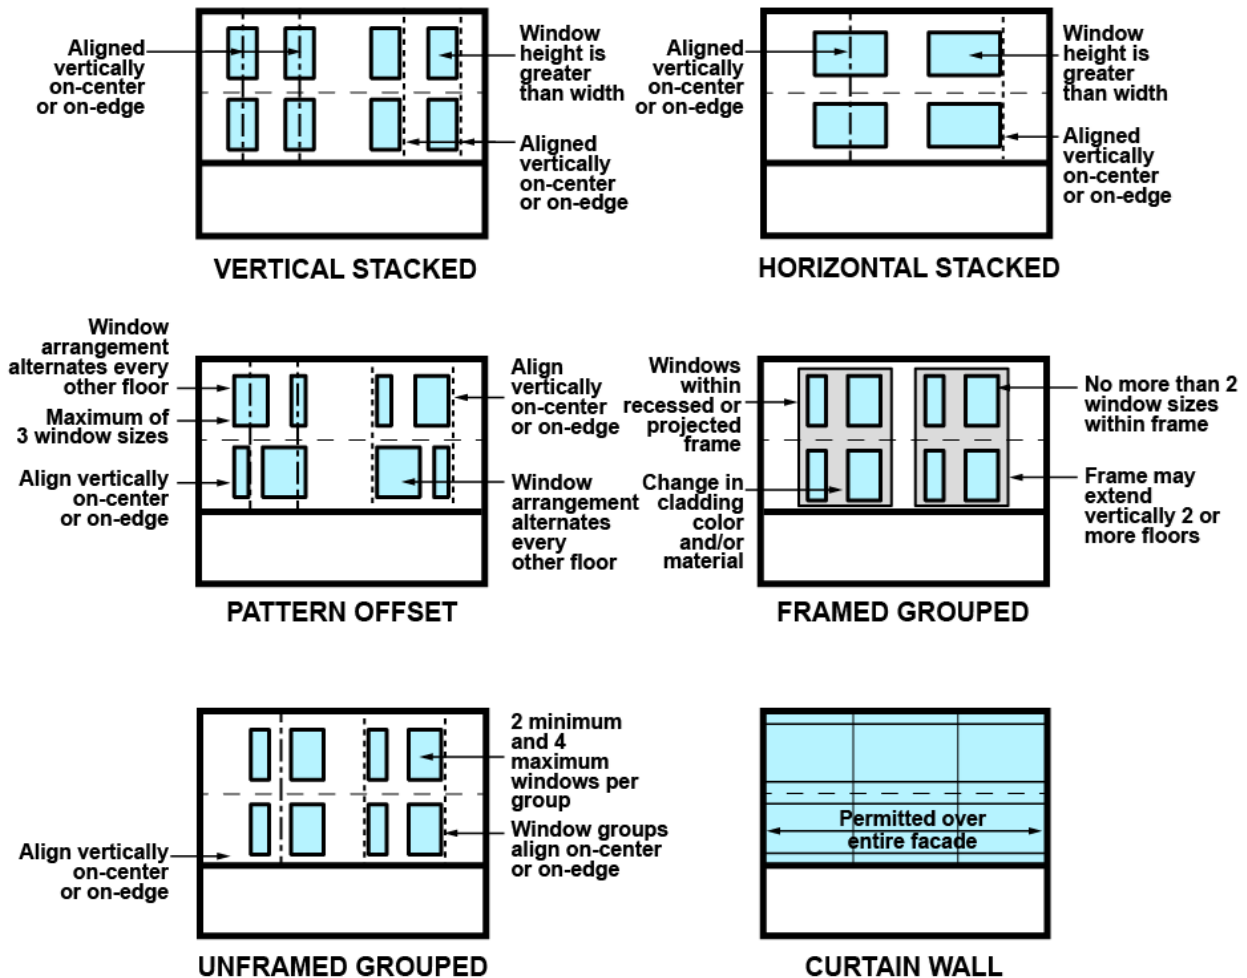 Aligned
vertically
on-center
or on-edge
Window
height is
greater
than width
Aligned
vertically
on-center
or on-edge
VERTICAL STACKED
Aligned
vertically
on-center
or on-edge
Window
height is
greater
than width
Aligned
vertically
on-center
or on-edge
HORIZONTAL STACKED
Window
arrangement
alternates every
other floor
Maximum of
3 window sizes
Align vertically
on-center
or on-edge
Align
vertically
on-center
or on-edge
Window
arrangement
alternates
every
other floor
PATTERN OFFSET
Windows
within
recessed or
projected
frame
Change in
cladding
color
and/or
material
No more than 2
window sizes
within frame
Frame may
extend
vertically 2 or
more floors
FRAMED GROUPED
Align vertically
on-center
or on-edge
2 minimum
and 4
maximum
windows per
group
Window groups
align on-center
or on-edge
UNFRAMED GROUPED
Permitted over
entire facade
CURTAIN WALL